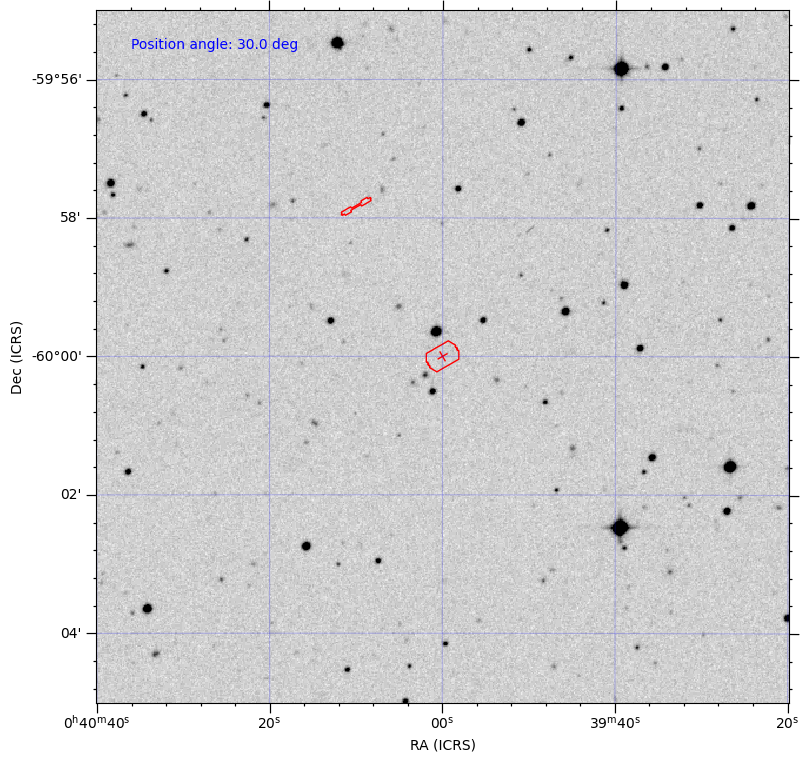 Position angle: 30.0 deg
-59°56'
58'
-60°00'
02'
04'
Dec (ICRS)
0ʰ40ᵐ40ˢ 20ˢ 00ˢ 39ᵐ40ˢ 20ˢ
RA (ICRS)